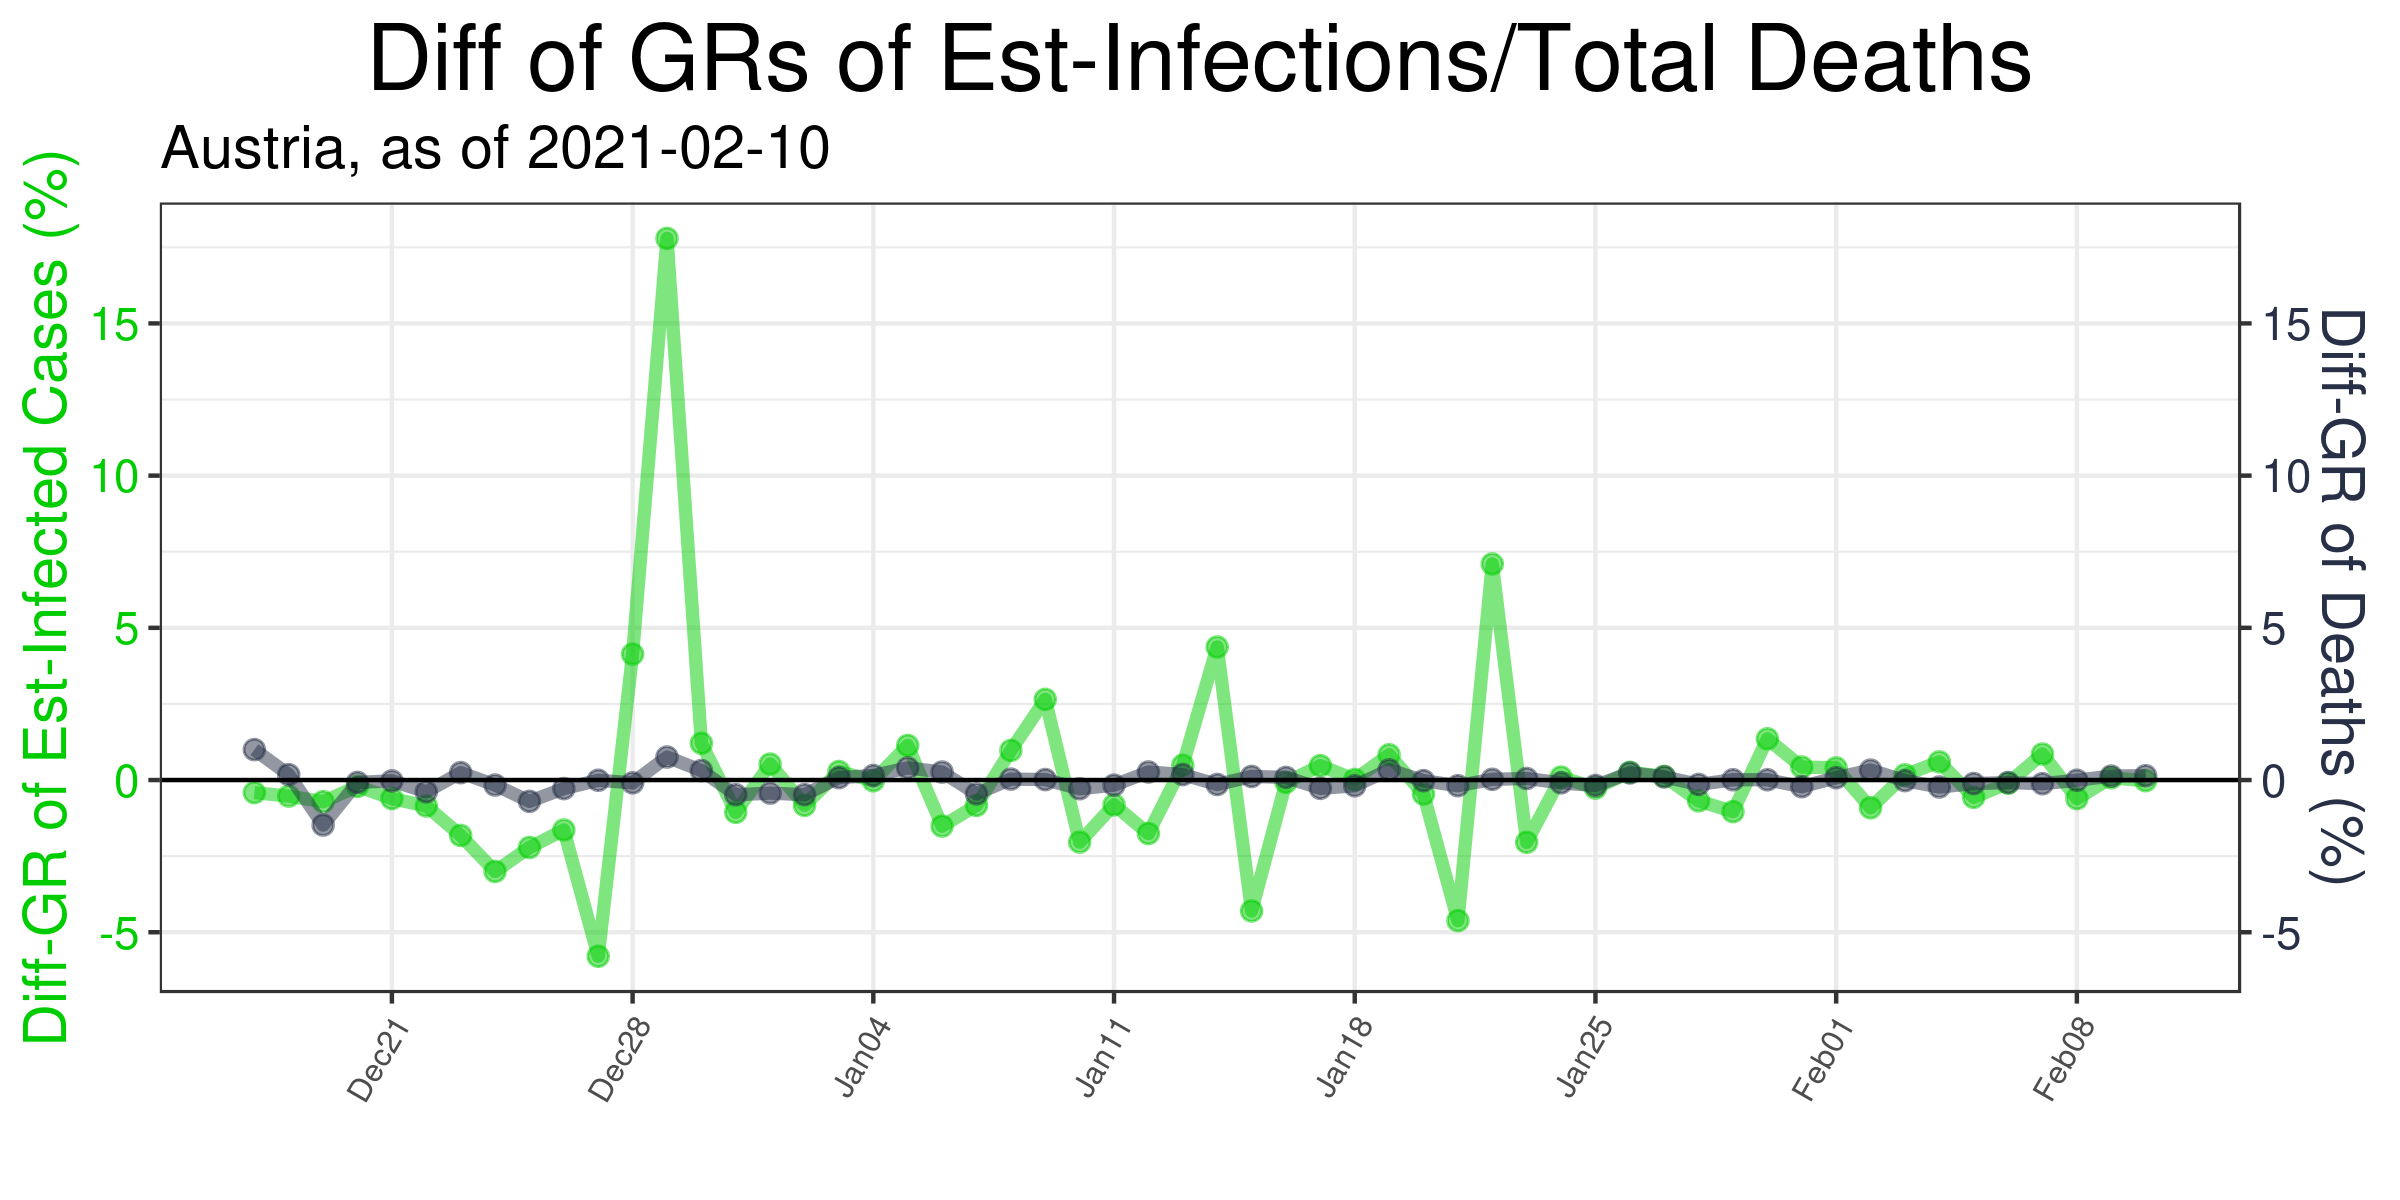 Diff of GRs of Est-Infections/Total Deaths
Austria, as of 2021-02-10
Diff-GR of Est-Infected Cases (%)
15
10
5
0
-5
15
10
5
0
-5
Diff-GR of Deaths (%)
Dec21
Dec28
Jan04
Jan11
Jan18
Jan25
Feb01
Feb08